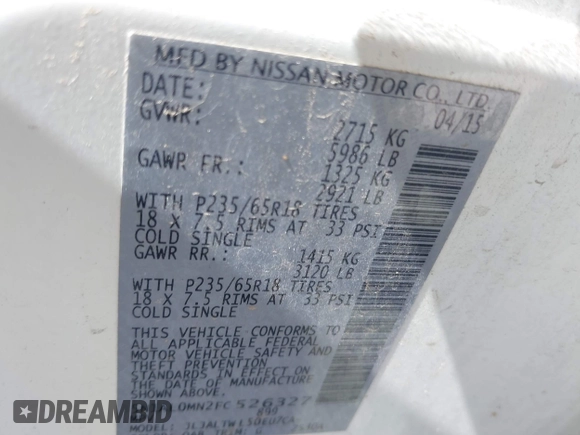 MFD BY NISSAN MOTOR CO., LTD.
DATE: 04/15
GVWR: 2715 KG
5986 LB
GAWR FR.: 1325 KG
2921 LB
WITH P235/65R18 TIRES
18 X 7.5 RIMS AT 33 PSI
COLD SINGLE
GAWR RR.: 1415 KG
3120 LB
WITH P235/65R18 TIRES
18 X 7.5 RIMS AT 33 PSI
COLD SINGLE
THIS VEHICLE CONFORMS TO
ALL APPLICABLE FEDERAL
MOTOR VEHICLE SAFETY AND
THEFT PREVENTION
STANDARDS IN EFFECT ON
THE DATE OF MANUFACTURE
SHOWN ABOVE.
0MN2FC 526327
MODEL:
TRIM
AUTOBIDCAR